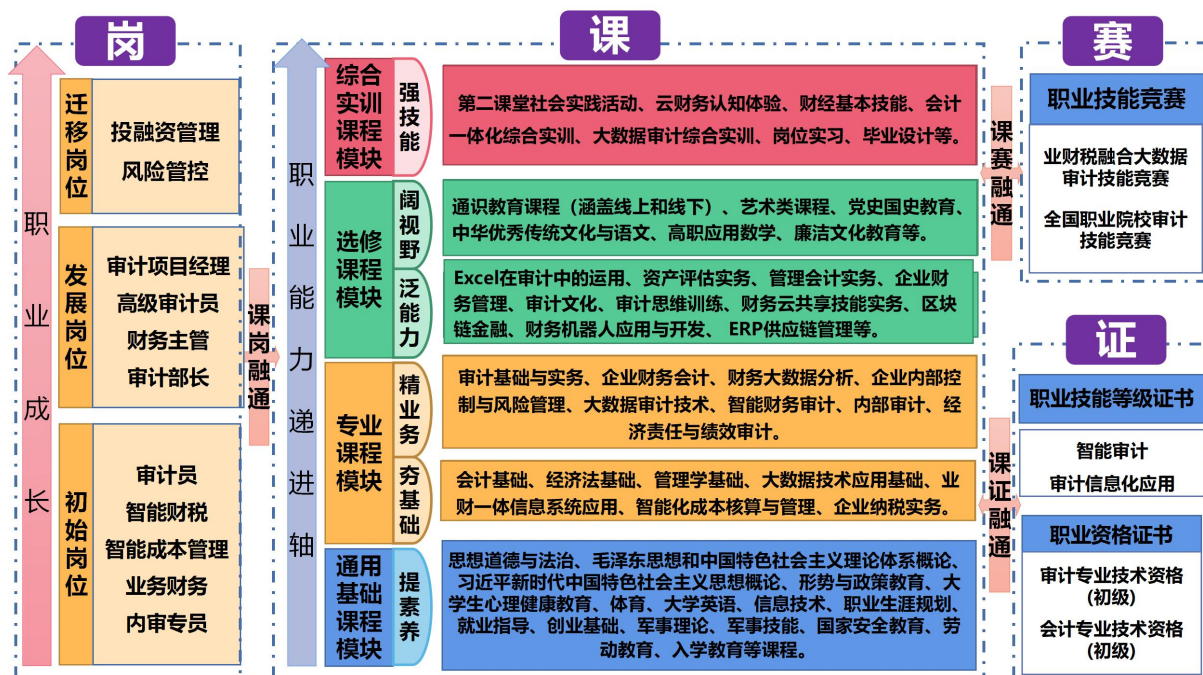 岗
职业成长
迁移岗位
投融资管理
风险管控
发展岗位
审计项目经理
高级审计员
财务主管
审计部长
初始岗位
审计员
智能财税
智能成本管理
业务财务
内审专员
课岗融通
课
职业能力递进轴
综合
实训
课程
模块
强技能
第二课堂社会实践活动、云财务认知体验、财经基本技能、会计
一体化综合实训、大数据审计综合实训、岗位实习、毕业设计等。
选修
课程
模块
阔视野
通识教育课程（涵盖线上和线下）、艺术类课程、党史国史教育、
中华优秀传统文化与语文、高职应用数学、廉洁文化教育等。
泛能力
Excel在审计中的运用、资产评估实务、管理会计实务、企业财
务管理、审计文化、审计思维训练、财务云共享技能实务、区块
链金融、财务机器人应用与开发、 ERP供应链管理等。
专业
课程
模块
精业务
审计基础与实务、企业财务会计、财务大数据分析、企业内部控
制与风险管理、大数据审计技术、智能财务审计、内部审计、经
济责任与绩效审计。
夯基础
会计基础、经济法基础、管理学基础、大数据技术应用基础、业
财一体信息系统应用、智能化成本核算与管理、企业纳税实务。
通用
基础
课程
模块
提素养
思想道德与法治、毛泽东思想和中国特色社会主义理论体系概论、
习近平新时代中国特色社会主义思想概论、形势与政策教育、大
学生心理健康教育、体育、大学英语、信息技术、职业生涯规划、
就业指导、创业基础、军事理论、军事技能、国家安全教育、劳
动教育、入学教育等课程。
课赛融通
赛
职业技能竞赛
业财税融合大数据
审计技能竞赛
全国职业院校审计
技能竞赛
课证融通
证
职业技能等级证书
智能审计
审计信息化应用
职业资格证书
审计专业技术资格
(初级)
会计专业技术资格
(初级)